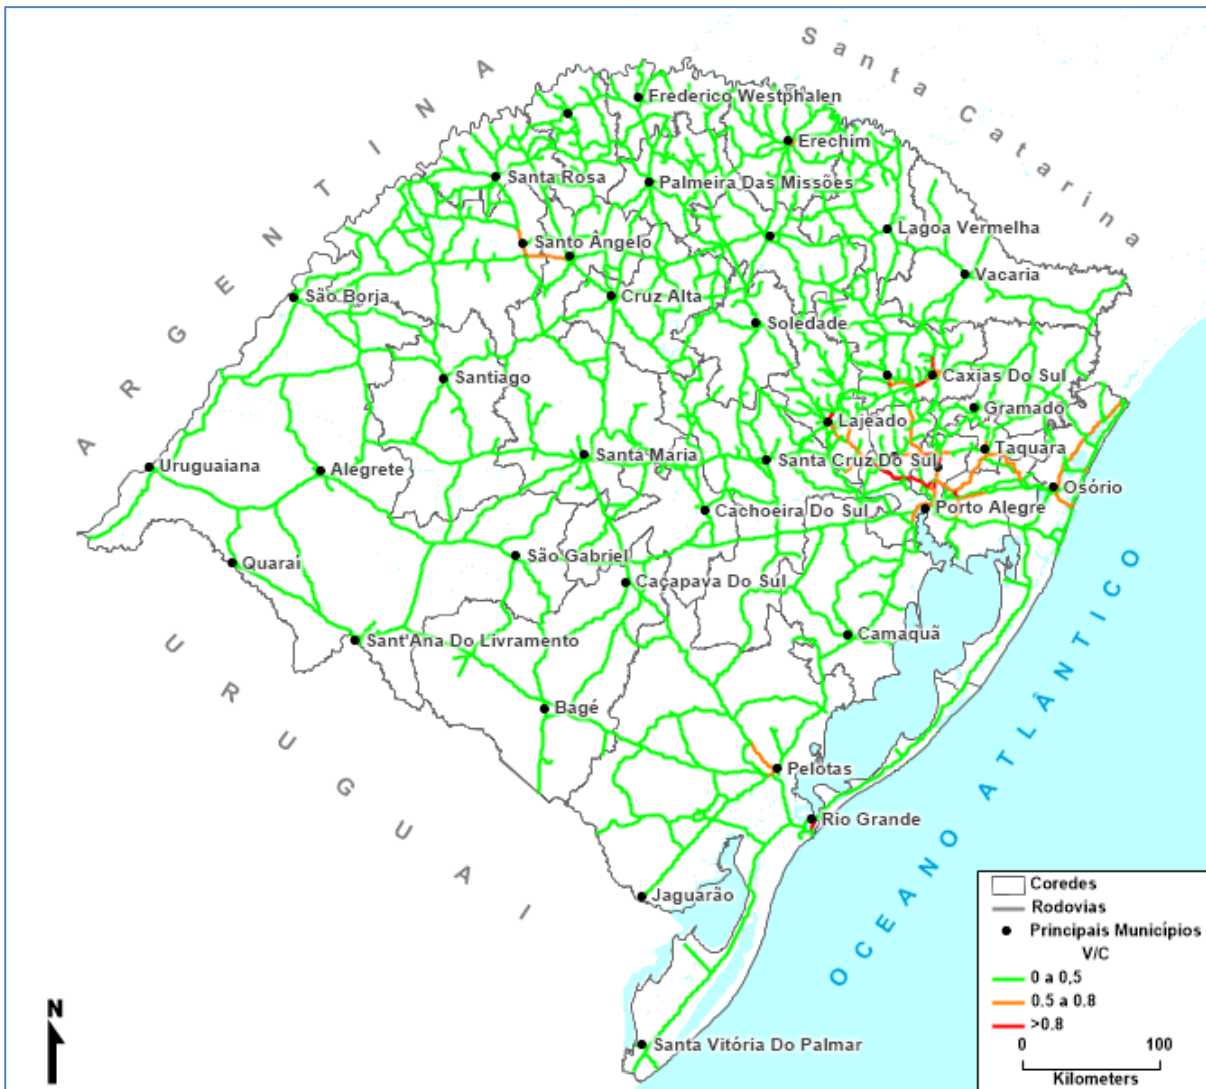 Santa Catarina
ARGENTINA
Frederico Westphalen
Erechim
Santa Rosa
Palmeira Das Missões
Lagoa Vermelha
Santo Ângelo
Vacaria
São Borja
Cruz Alta
Soledade
Santiago
Caxias Do Sul
Gramado
Lajeado
Taquara
Uruguaiana
Alegrete
Santa Maria
Santa Cruz Do Sul
Osório
Cachoeira Do Sul
Porto Alegre
Quaraí
São Gabriel
Caçapava Do Sul
Sant'Ana Do Livramento
Camaquã
URUGUAI
Bagé
Pelotas
Rio Grande
OCEANO ATLÂNTICO
Jaguarão
Santa Vitória Do Palmar
N
Coredes
Rodovias
Principais Municípios
V/C
0 a 0,5
0.5 a 0.8
>0.8
0 100
Kilometers